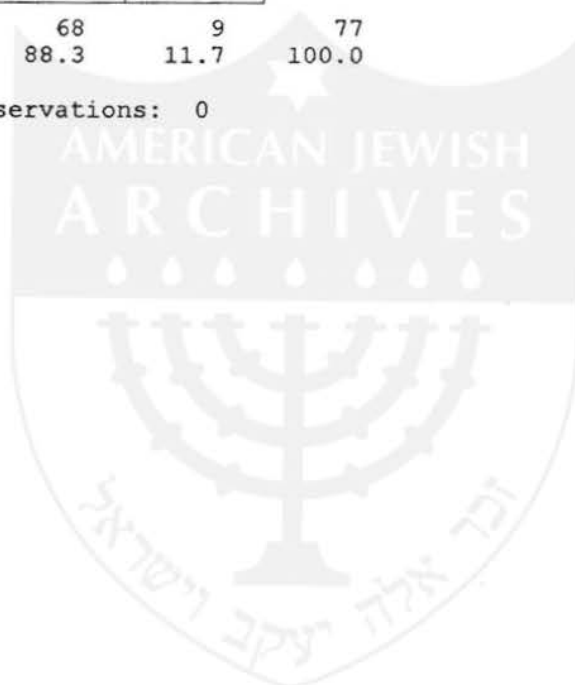 68 9 77
88.3 11.7 100.0
servations: 0
AMERICAN JEWISH
ARCHIVES
זכר אלה יעקב וישראל